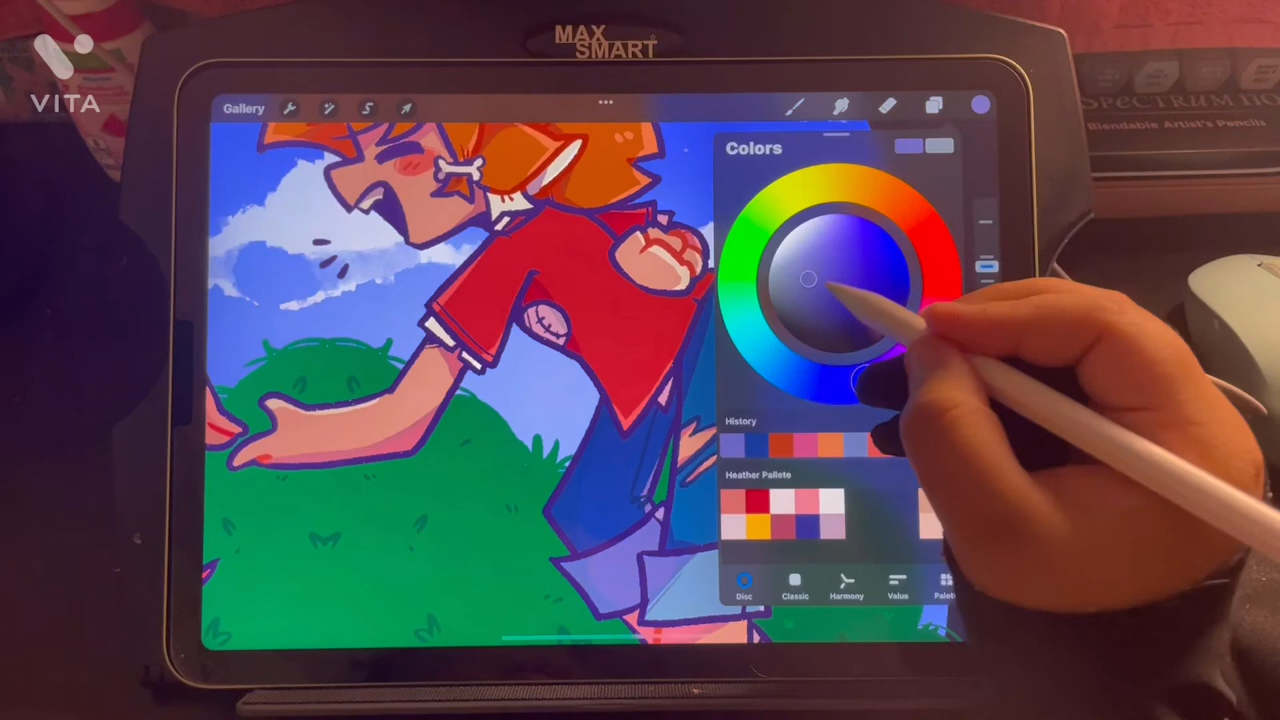 VITA
MAX
SMART
SPECTRUM NO
Blendable Artist's Pencils
Gallery
Colors
History
Heather Pallete
Disc
Classic
Harmony
Value